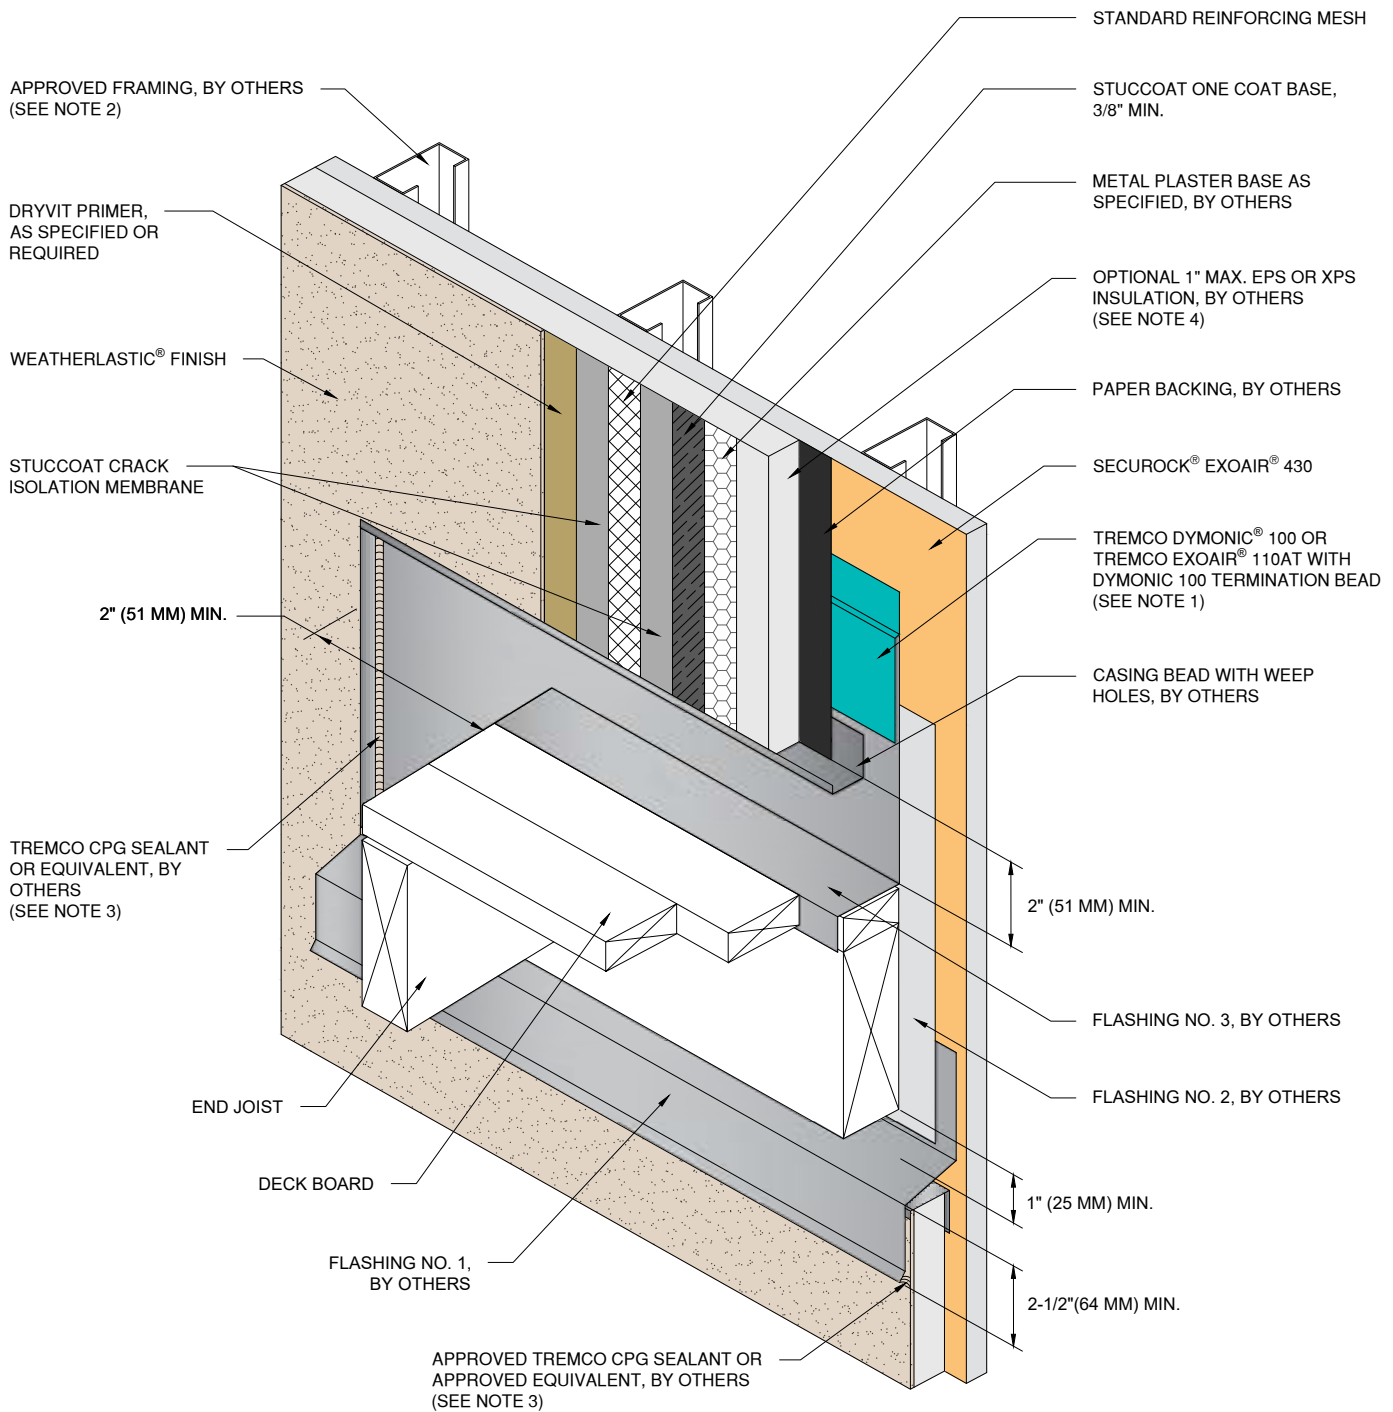 STANDARD REINFORCING MESH
APPROVED FRAMING, BY OTHERS
(SEE NOTE 2)
STUCCOAT ONE COAT BASE,
3/8" MIN.
DRYVIT PRIMER,
AS SPECIFIED OR
REQUIRED
METAL PLASTER BASE AS
SPECIFIED, BY OTHERS
OPTIONAL 1" MAX. EPS OR XPS
INSULATION, BY OTHERS
(SEE NOTE 4)
WEATHERLASTIC® FINISH
PAPER BACKING, BY OTHERS
STUCCOAT CRACK
ISOLATION MEMBRANE
SECUROCK® EXOAIR® 430
TREMCO DYMONIC® 100 OR
TREMCO EXOAIR® 110AT WITH
DYMONIC 100 TERMINATION BEAD
(SEE NOTE 1)
2" (51 MM) MIN.
CASING BEAD WITH WEEP
HOLES, BY OTHERS
TREMCO CPG SEALANT
OR EQUIVALENT, BY
OTHERS
(SEE NOTE 3)
2" (51 MM) MIN.
FLASHING NO. 3, BY OTHERS
FLASHING NO. 2, BY OTHERS
END JOIST
DECK BOARD
1" (25 MM) MIN.
FLASHING NO. 1,
BY OTHERS
2-1/2"(64 MM) MIN.
APPROVED TREMCO CPG SEALANT OR
APPROVED EQUIVALENT, BY OTHERS
(SEE NOTE 3)